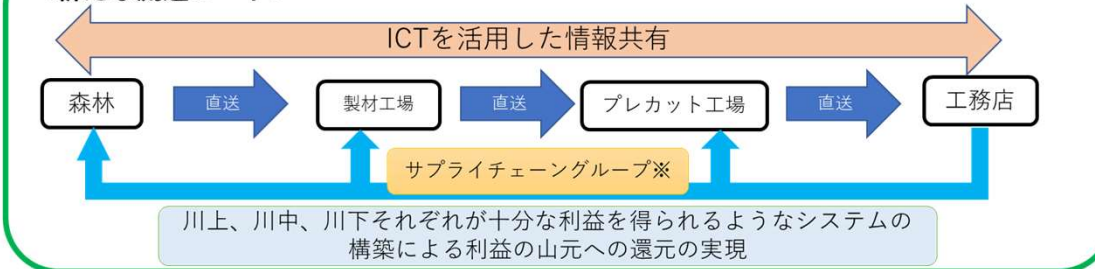 ICTを活用した情報共有
森林
直送
製材工場
直送
プレカット工場
直送
工務店
サプライチェーングループ※
川上、川中、川下それぞれが十分な利益を得られるようなシステムの
構築による利益の山元への還元の実現